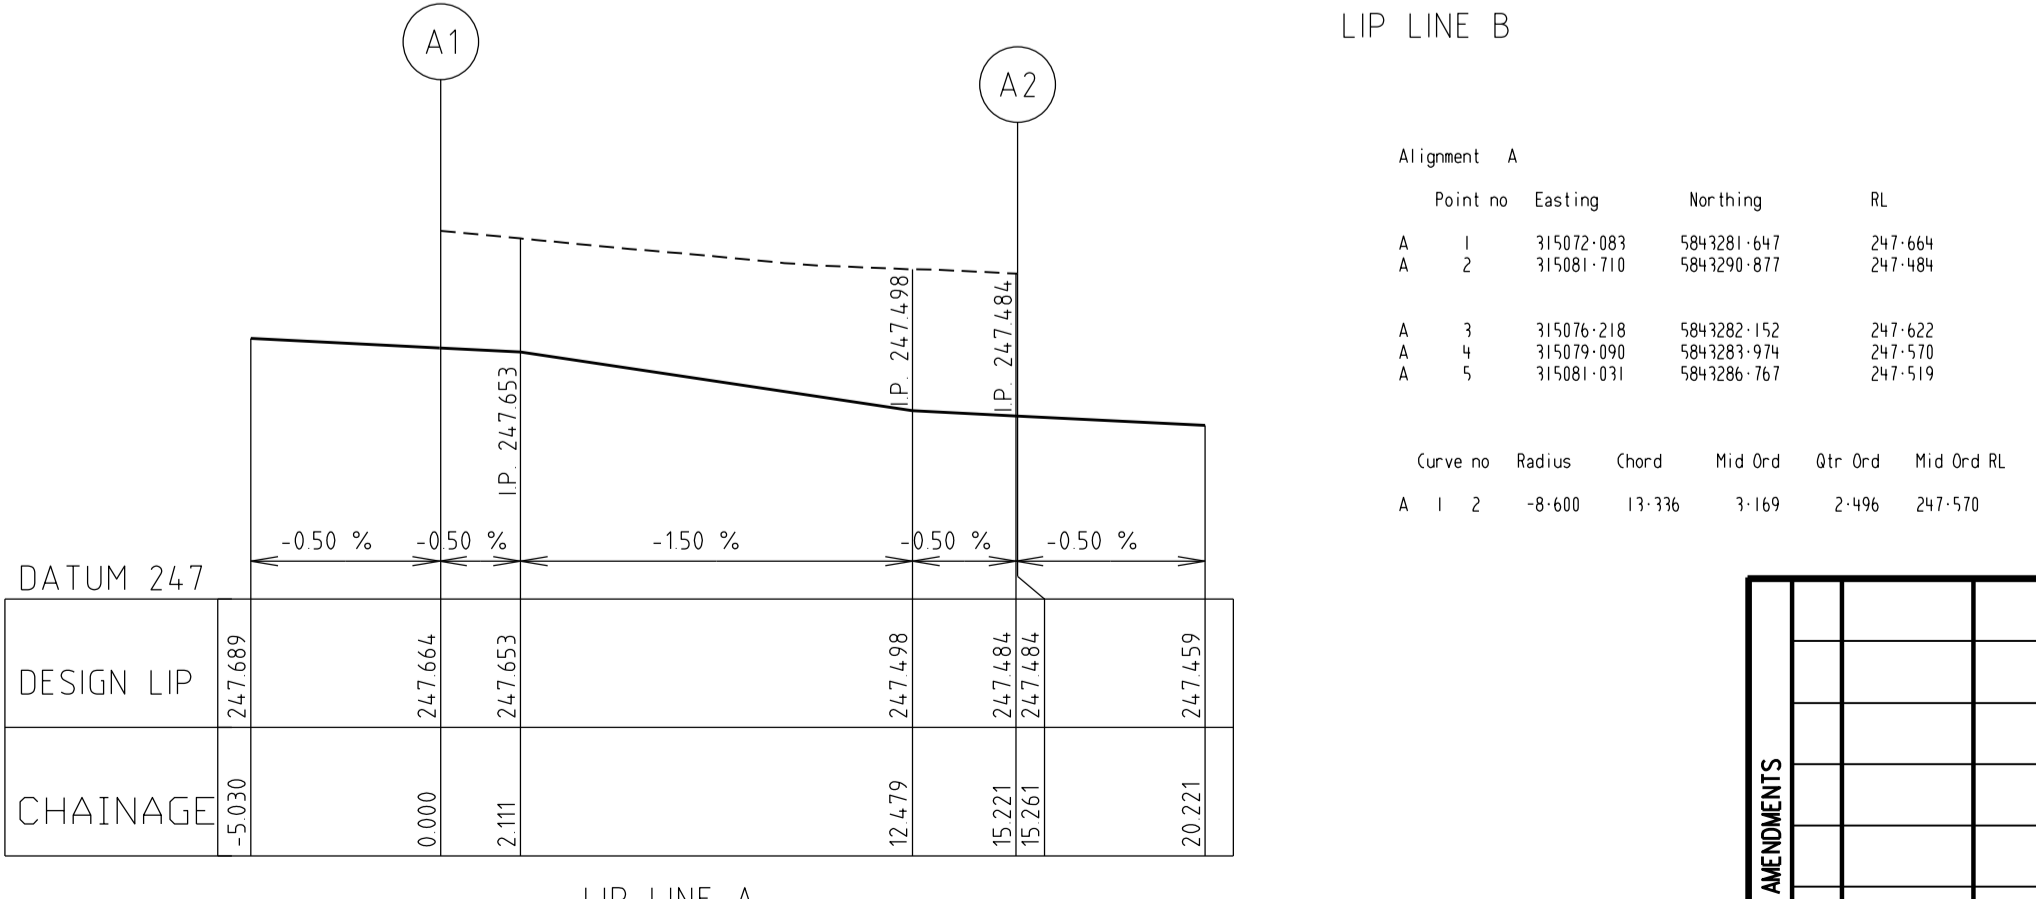 A1
A2
LIP LINE B
I.P. 247.653
I.P. 247.498
I.P. 247.484
-0.50 % -0.50 % -1.50 % -0.50 % -0.50 %
DATUM 247
DESIGN LIP 247.689 247.664 247.653 247.498 247.484 247.484 247.459
CHAINAGE -5.030 0.000 2.111 12.479 15.221 15.261 20.221
LIP LINE A
Alignment A
Point no Easting Northing RL
A 1 315072·083 5843281·647 247·664
A 2 315081·710 5843290·877 247·484
A 3 315076·218 5843282·152 247·622
A 4 315079·090 5843283·974 247·570
A 5 315081·031 5843286·767 247·519
Curve no Radius Chord Mid Ord Qtr Ord Mid Ord RL
A 1 2 -8·600 13·336 3·169 2·496 247·570
AMENDMENTS